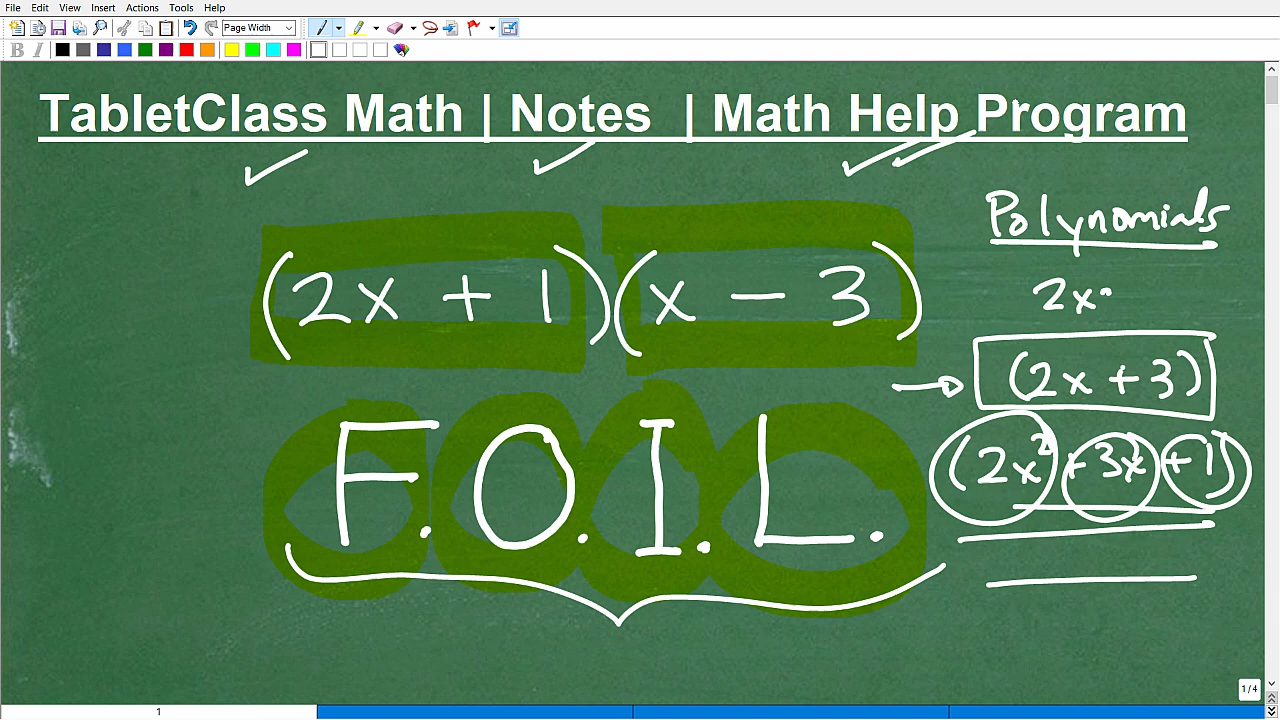 File Edit View Insert Actions Tools Help
Page Width
B I
TabletClass Math | Notes | Math Help Program
Polynomials
(2x + 1)(x - 3)
2x
(2x + 3)
F.O.I.L.
(2x² + 3x + 1)
1 / 4
1